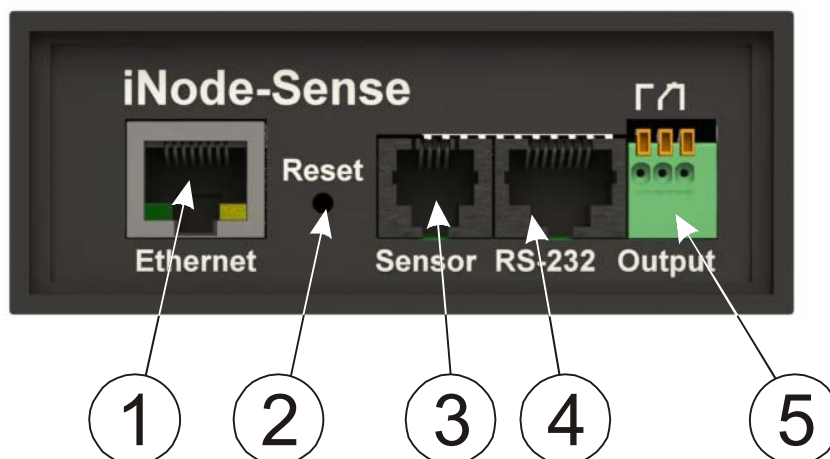 iNode-Sense
Reset
Ethernet
Sensor
RS-232
Output
1
2
3
4
5